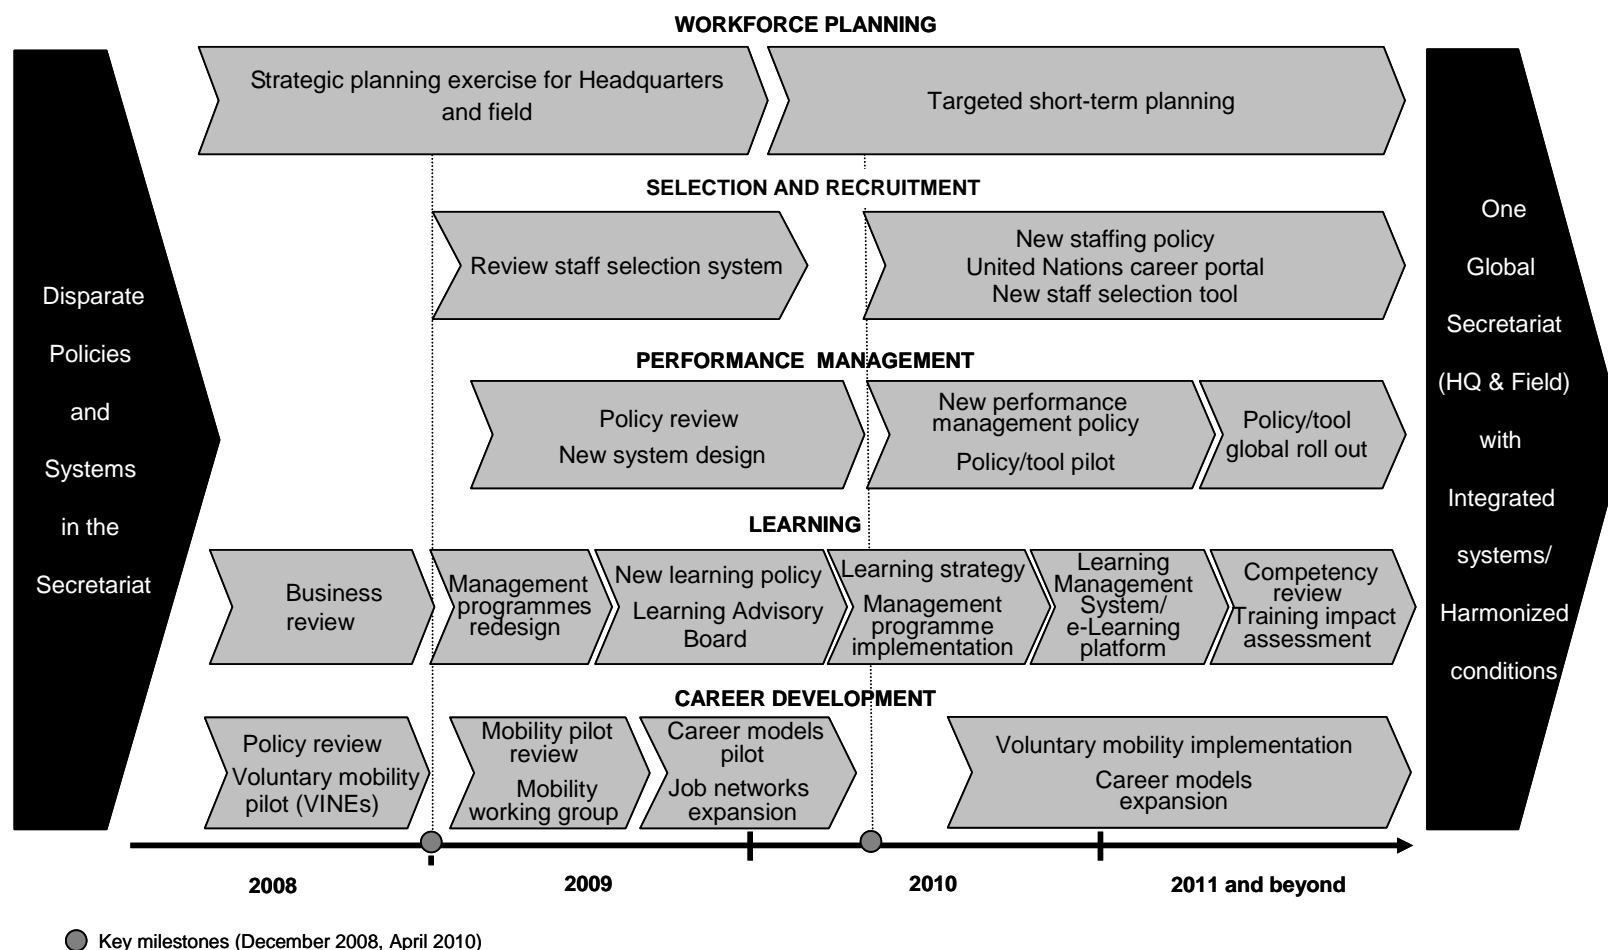 WORKFORCE PLANNING
Strategic planning exercise for Headquarters
and field
Targeted short-term planning
Disparate
Policies
and
Systems
in the
Secretariat
SELECTION AND RECRUITMENT
Review staff selection system
New staffing policy
United Nations career portal
New staff selection tool
PERFORMANCE MANAGEMENT
Policy review
New system design
New performance
management policy
Policy/tool pilot
Policy/tool
global roll out
LEARNING
Business
review
Management
programmes
redesign
New learning policy
Learning Advisory
Board
Learning strategy
Management
programme
implementation
Learning
Management
System/
e-Learning
platform
Competency
review
Training impact
assessment
CAREER DEVELOPMENT
Policy review
Voluntary mobility
pilot (VINEs)
Mobility pilot
review
Mobility
working group
Career models
pilot
Job networks
expansion
Voluntary mobility implementation
Career models
expansion
One
Global
Secretariat
(HQ & Field)
with
Integrated
systems/
Harmonized
conditions
2008
2009
2010
2011 and beyond
Key milestones (December 2008, April 2010)